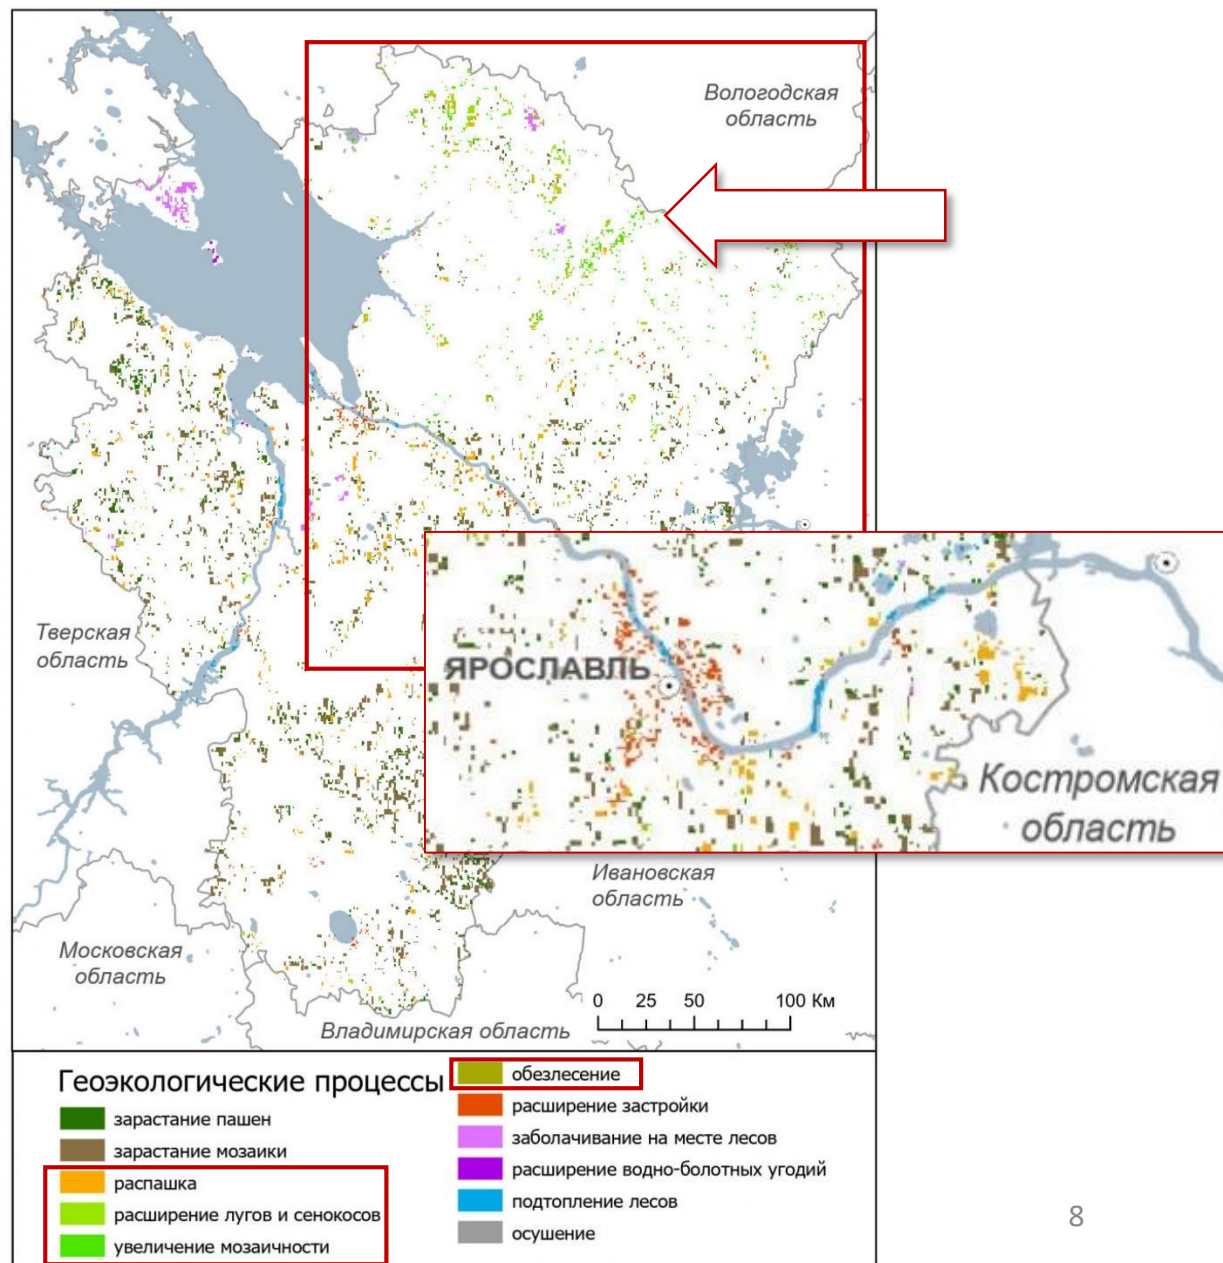 Вологодская
область
ЯРОСЛАВЛЬ
Костромская
область
Тверская
область
Ивановская
область
Московская
область
Владимирская область
0 25 50 100 Км
Геоэкологические процессы
зарастание пашен
зарастание мозаики
распашка
расширение лугов и сенокосов
увеличение мозаичности
обезлесение
расширение застройки
заболачивание на месте лесов
расширение водно-болотных угодий
подтопление лесов
осушение
8